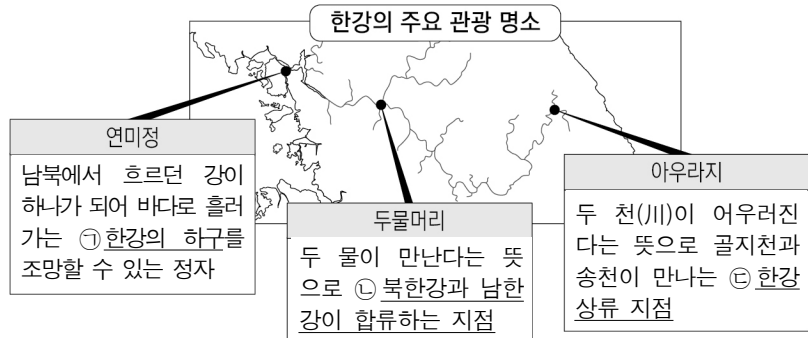 한강의 주요 관광 명소
연미정
남북에서 흐르던 강이
하나가 되어 바다로 흘러
가는 ㉠ 한강의 하구를
조망할 수 있는 정자
두물머리
두 물이 만난다는 뜻
으로 ㉡ 북한강과 남한
강이 합류하는 지점
아우라지
두 천(川)이 어우러진
다는 뜻으로 골지천과
송천이 만나는 ㉢ 한강
상류 지점